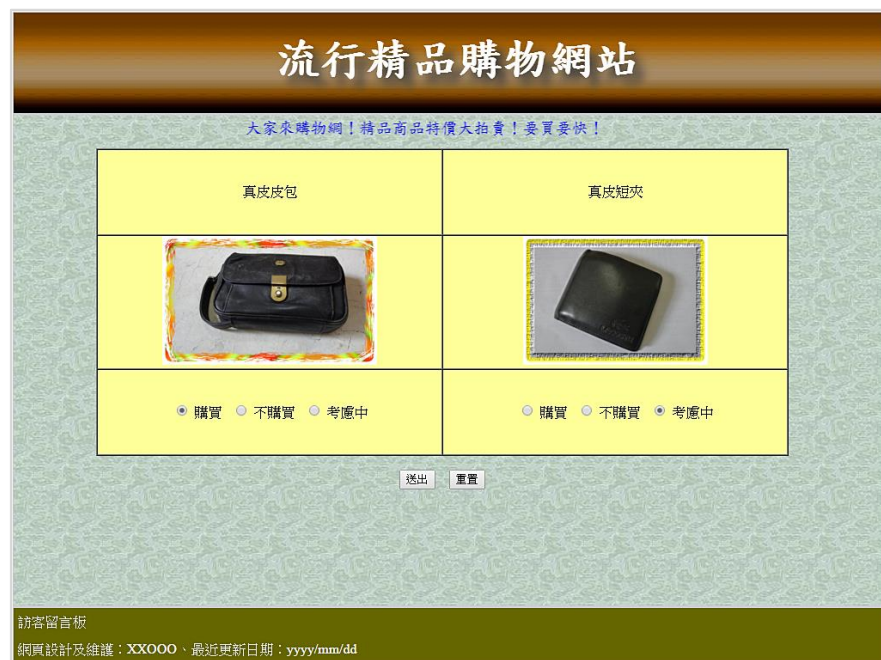 流行精品購物網站
大家來購物網！精品商品特價大拍賣！要買要快！
真皮皮包 真皮短夾
購買 不購買 考慮中 購買 不購買 考慮中
送出 重置
訪客留言板
網頁設計及維護：XXOOO、最近更新日期：yyyy/mm/dd